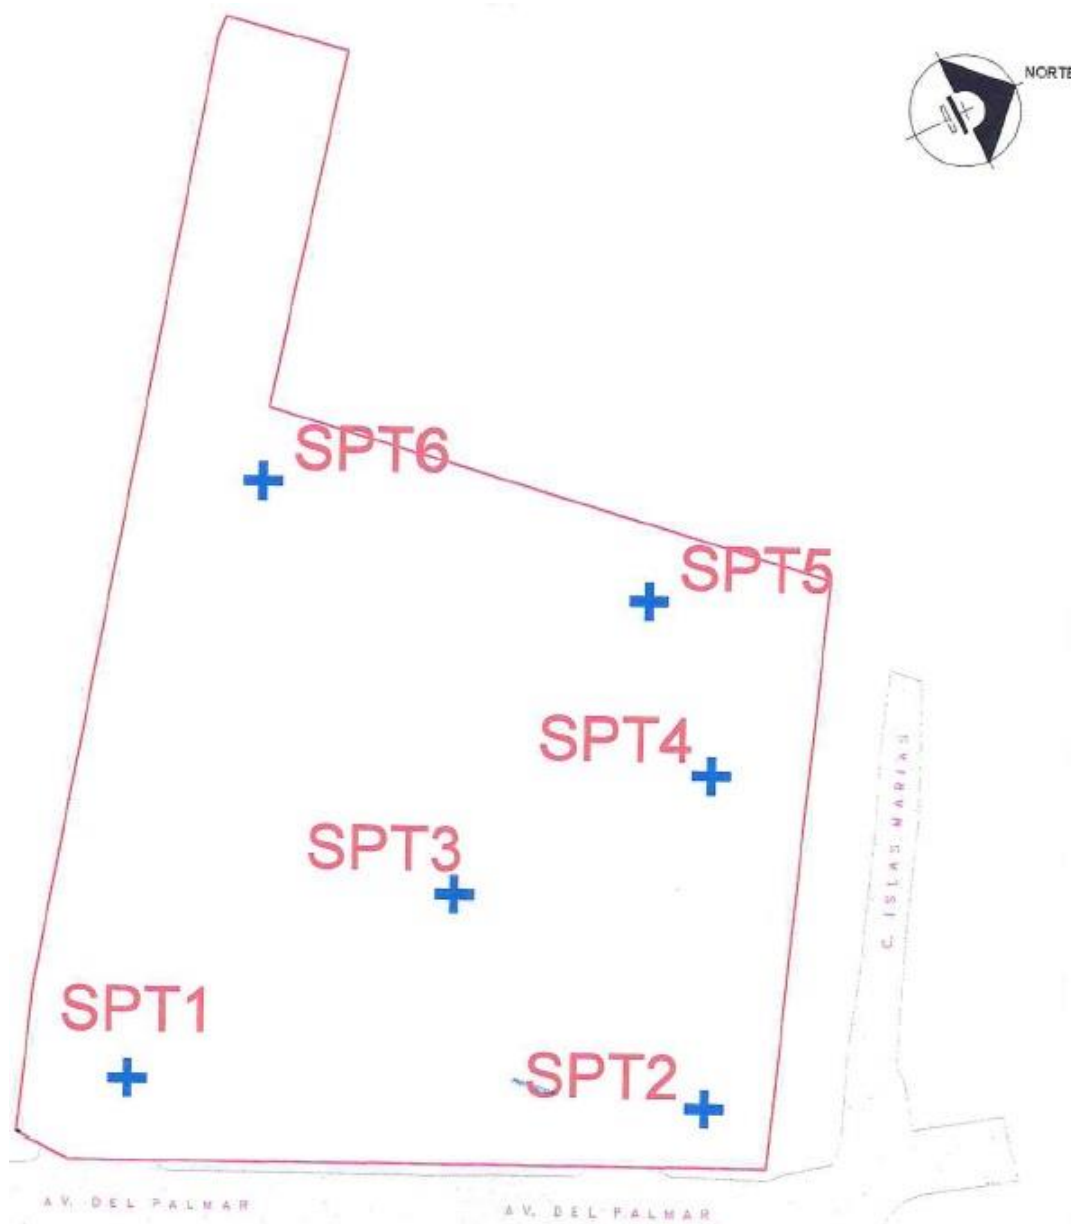 NORTE
SPT6
SPT5
SPT4
SPT3
C. ISLAS MARIAS
SPT1
SPT2
AV. DEL PALMAR
AV. DEL PALMAR